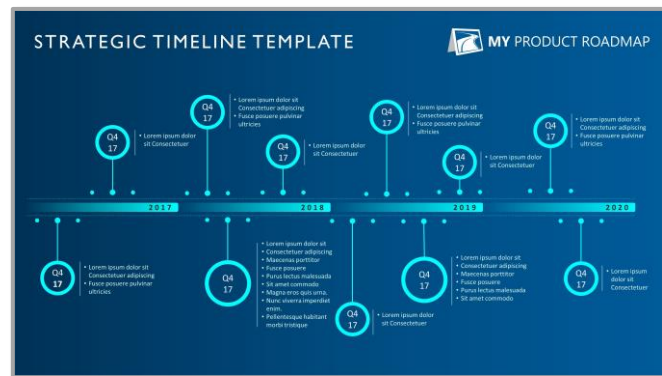 STRATEGIC TIMELINE TEMPLATE
MY PRODUCT ROADMAP
Q4
17
• Lorem ipsum dolor
sit Consectetuer
Q4
17
• Lorem ipsum dolor sit
Consectetuer adipiscing
• Fusce posuere pulvinar
ultricies
Q4
17
• Lorem ipsum dolor
sit Consectetuer
Q4
17
• Lorem ipsum dolor sit
Consectetuer adipiscing
• Fusce posuere pulvinar
ultricies
Q4
17
• Lorem ipsum dolor
sit Consectetuer
Q4
17
• Lorem ipsum dolor sit
Consectetuer adipiscing
• Fusce posuere pulvinar
ultricies
2017
2018
2019
2020
Q4
17
• Lorem ipsum dolor sit
Consectetuer adipiscing
• Fusce posuere pulvinar
ultricies
Q4
17
• Lorem ipsum dolor sit
• Consectetuer adipiscing
• Maecenas porttitor
• Fusce posuere
• Purus lectus malesuada
• Sit amet commodo
• Magna eros quis urna.
• Nunc viverra imperdiet
enim.
• Pellentesque habitant
morbi tristique
Q4
17
• Lorem ipsum dolor
sit Consectetuer
Q4
17
• Lorem ipsum dolor sit
• Consectetuer adipiscing
• Maecenas porttitor
• Fusce posuere
• Purus lectus malesuada
• Sit amet commodo
Q4
17
• Lorem ipsum
dolor sit
Consectetuer